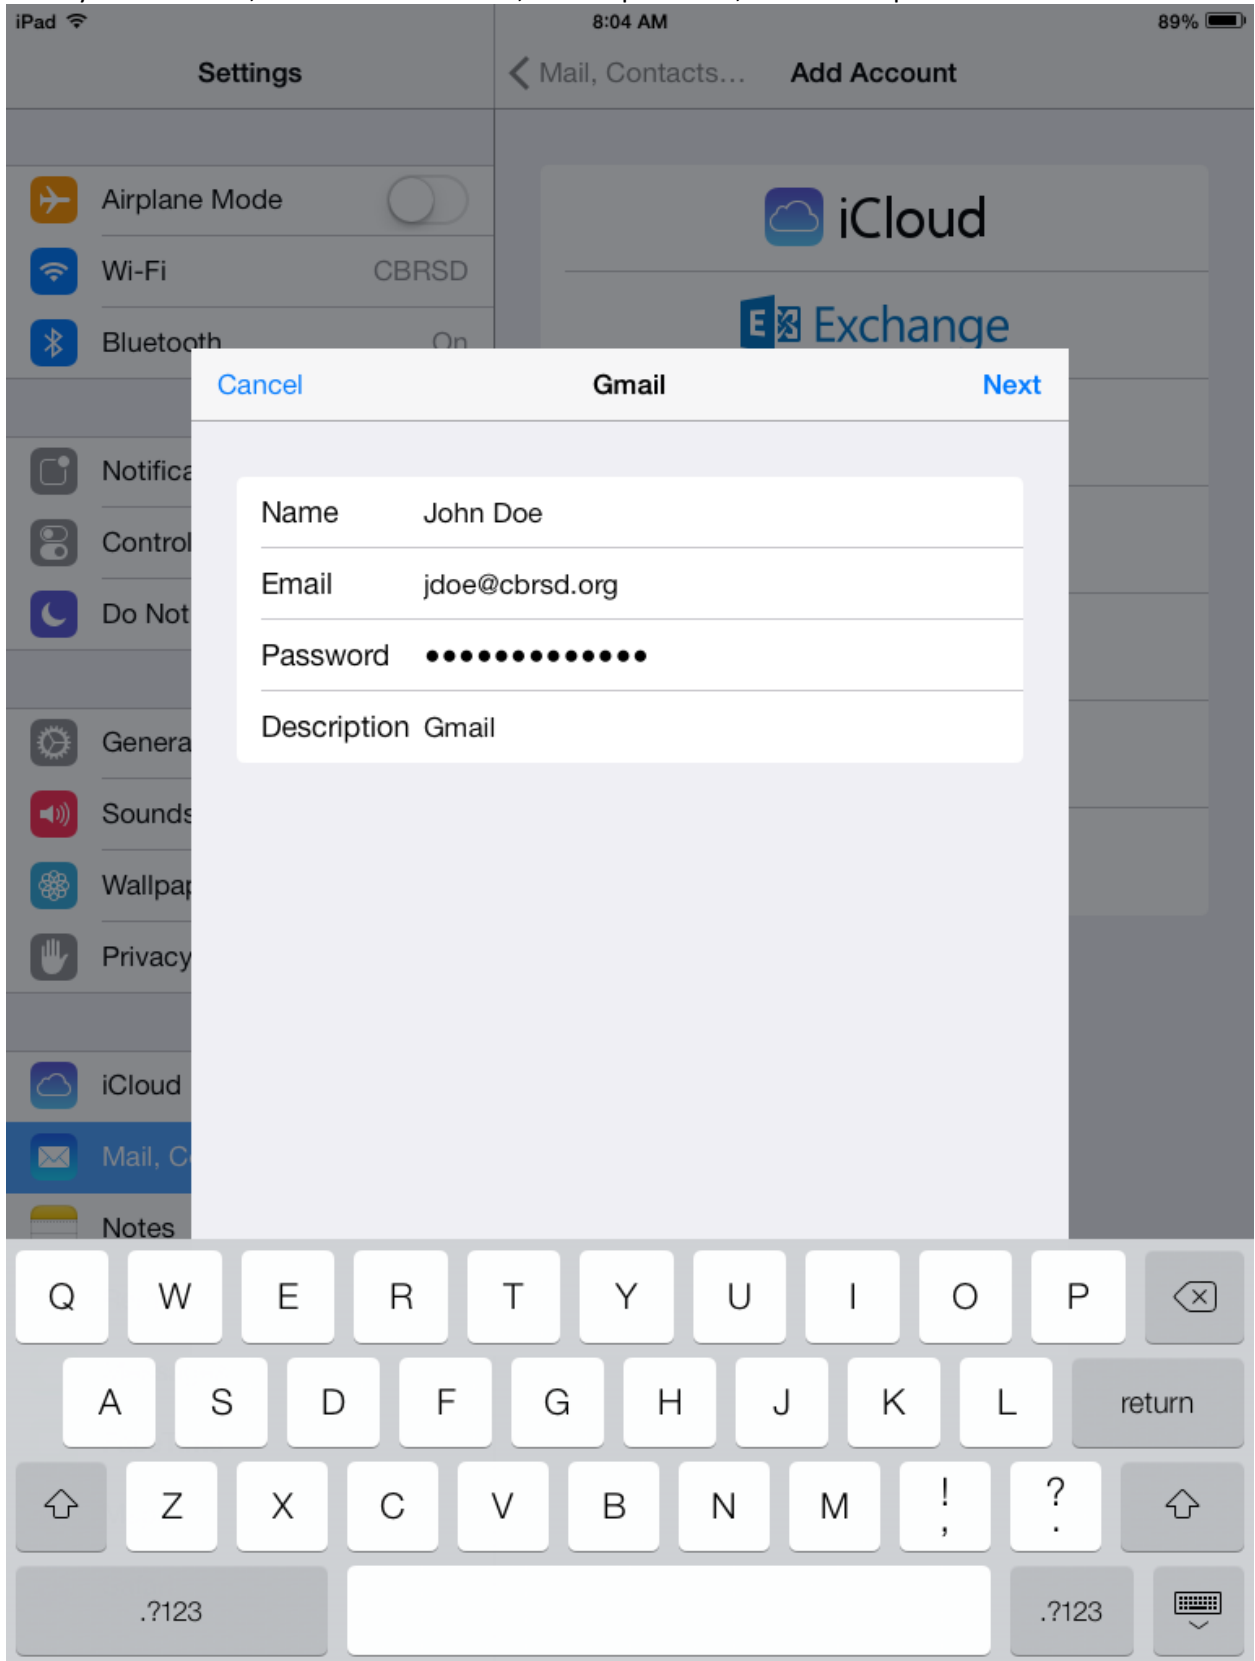 iPad 8:04 AM 89%
Settings
Mail, Contacts... Add Account
Airplane Mode
iCloud
Wi-Fi CBRSD
Exchange
Bluetooth On
Cancel Gmail Next
Notifica
Name John Doe
Control
Email jdoe@cbrsd.org
Do Not
Password ●●●●●●●●●●●●●
Description Gmail
Genera
Sounds
Wallpap
Privacy
iCloud
Mail, Co
Notes
Q W E R T Y U I O P
A S D F G H J K L return
Z X C V B N M ! , ? .
.?123 .?123